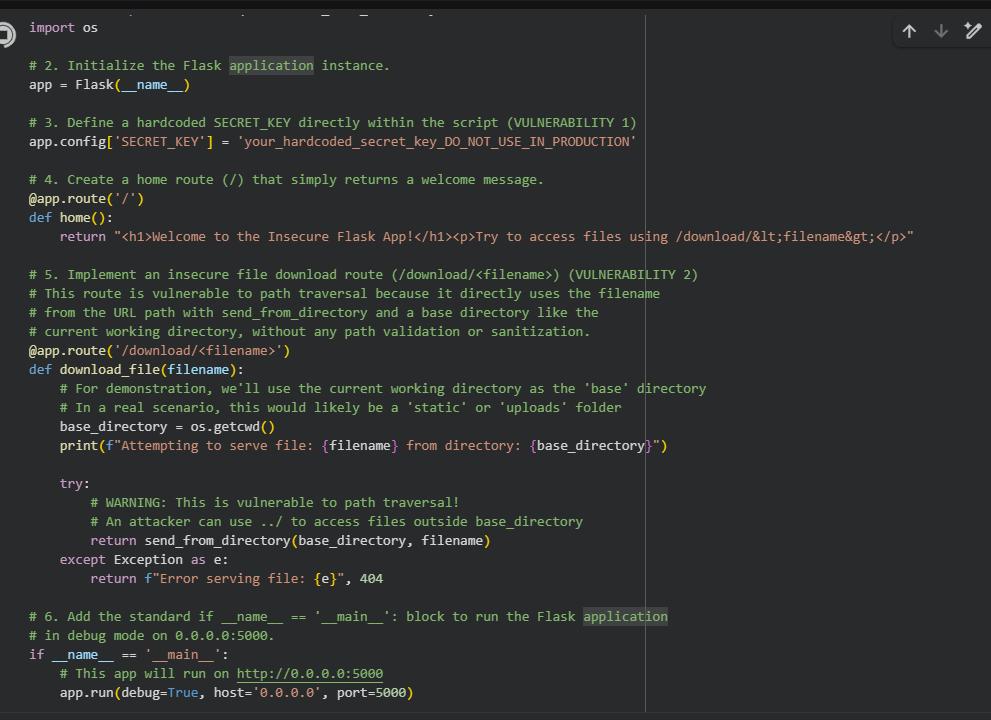 import os
# 2. Initialize the Flask application instance.
app = Flask(__name__)
# 3. Define a hardcoded SECRET_KEY directly within the script (VULNERABILITY 1)
app.config['SECRET_KEY'] = 'your_hardcoded_secret_key_DO_NOT_USE_IN_PRODUCTION'
# 4. Create a home route (/) that simply returns a welcome message.
@app.route('/')
def home():
    return "<h1>Welcome to the Insecure Flask App!</h1><p>Try to access files using /download/&lt;filename&gt;</p>"
# 5. Implement an insecure file download route (/download/<filename>) (VULNERABILITY 2)
# This route is vulnerable to path traversal because it directly uses the filename
# from the URL path with send_from_directory and a base directory like the
# current working directory, without any path validation or sanitization.
@app.route('/download/<filename>')
def download_file(filename):
    # For demonstration, we'll use the current working directory as the 'base' directory
    # In a real scenario, this would likely be a 'static' or 'uploads' folder
    base_directory = os.getcwd()
    print(f"Attempting to serve file: {filename} from directory: {base_directory}")
    try:
        # WARNING: This is vulnerable to path traversal!
        # An attacker can use ../ to access files outside base_directory
        return send_from_directory(base_directory, filename)
    except Exception as e:
        return f"Error serving file: {e}", 404
# 6. Add the standard if __name__ == '__main__': block to run the Flask application
# in debug mode on 0.0.0.0:5000.
if __name__ == '__main__':
    # This app will run on http://0.0.0.0:5000
    app.run(debug=True, host='0.0.0.0', port=5000)